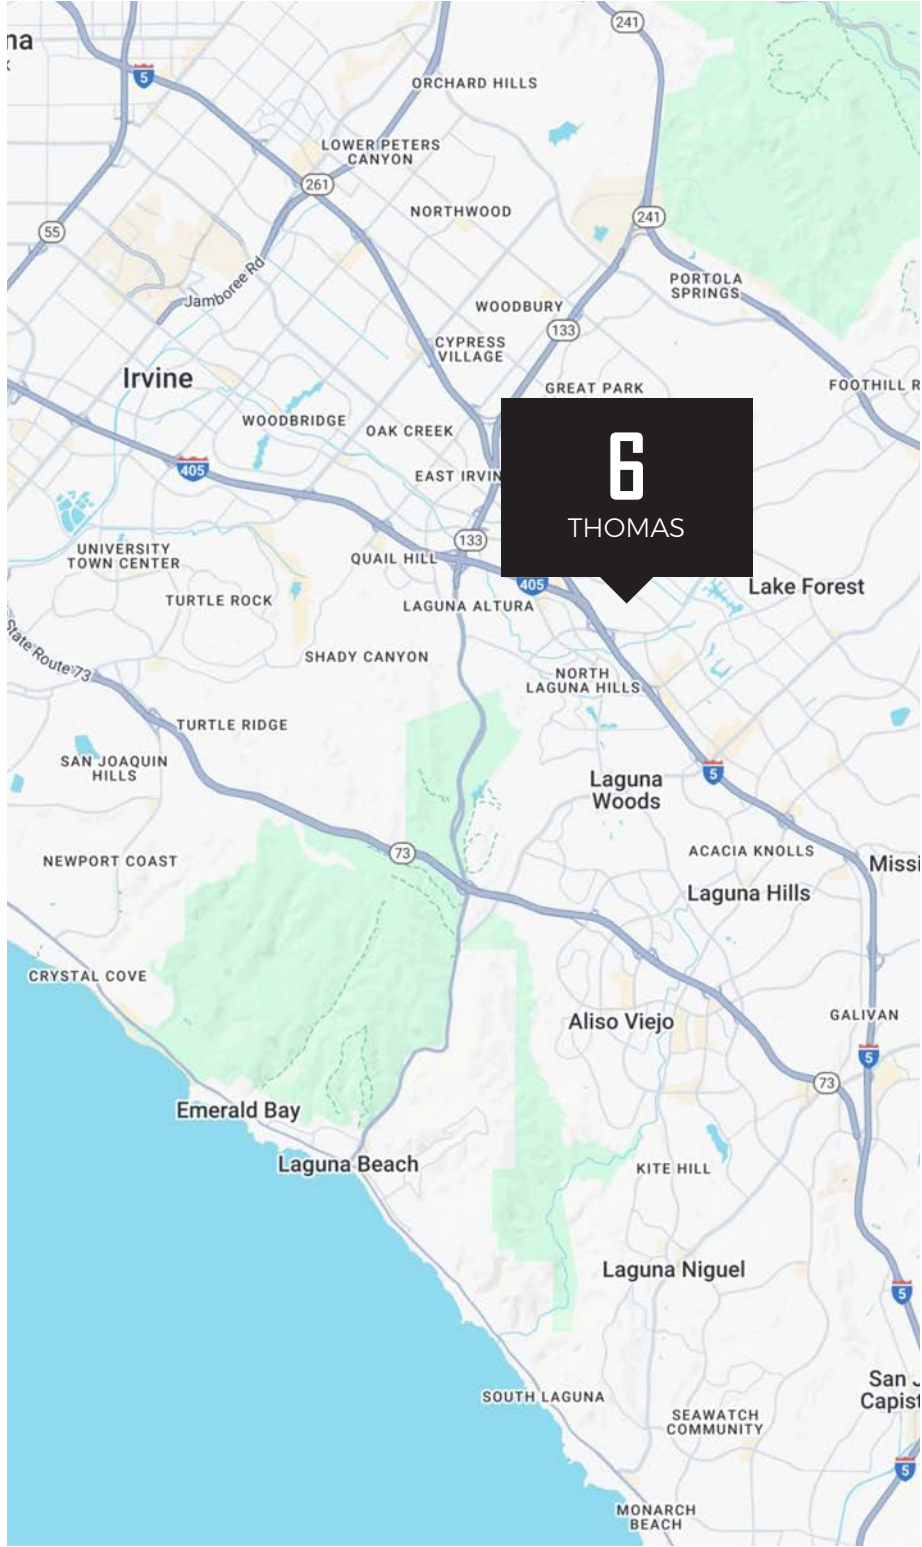 na
241
5
ORCHARD HILLS
LOWER PETERS
CANYON
261
NORTHWOOD
241
55
Jamboree Rd
PORTOLA
SPRINGS
WOODBURY
133
CYPRESS
VILLAGE
Irvine
GREAT PARK
FOOTHILL R
WOODBRIDGE
OAK CREEK
6
THOMAS
405
EAST IRVIN
133
UNIVERSITY
TOWN CENTER
QUAIL HILL
405
Lake Forest
TURTLE ROCK
LAGUNA ALTURA
State Route 73
SHADY CANYON
NORTH
LAGUNA HILLS
TURTLE RIDGE
SAN JOAQUIN
HILLS
5
Laguna
Woods
73
ACACIA KNOLLS
NEWPORT COAST
Missi
Laguna Hills
CRYSTAL COVE
Aliso Viejo
GALIVAN
5
73
Emerald Bay
Laguna Beach
KITE HILL
Laguna Niguel
5
San J
Capist
SOUTH LAGUNA
SEAWATCH
COMMUNITY
5
MONARCH
BEACH